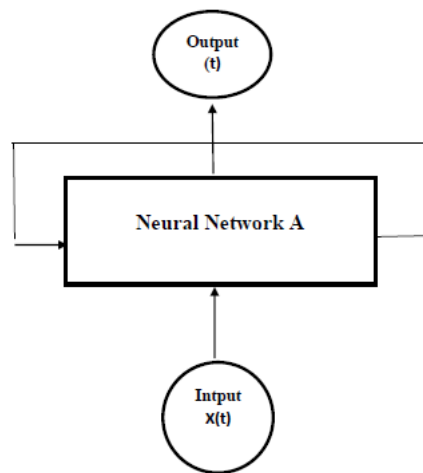 Output
(t)
Neural Network A
Intput
X(t)